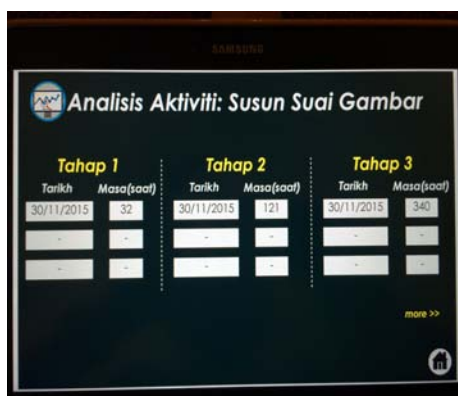 SAMSUNG
Analisis Aktiviti: Susun Suai Gambar
Tahap 1 Tahap 2 Tahap 3
Tarikh Masa(saat) Tarikh Masa(saat) Tarikh Masa(saat)
30/11/2015 32 30/11/2015 121 30/11/2015 340
- - - - - -
- - - - - -
more >>